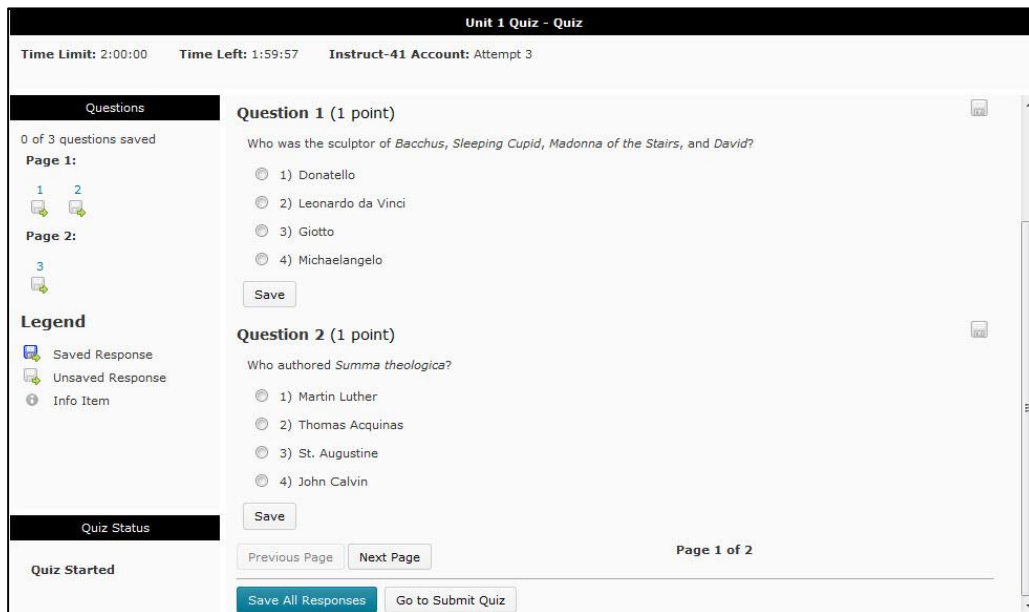 Unit 1 Quiz - Quiz
Time Limit: 2:00:00 Time Left: 1:59:57 Instruct-41 Account: Attempt 3
Questions
0 of 3 questions saved
Page 1:
1 2
Page 2:
3
Legend
Saved Response
Unsaved Response
Info Item
Quiz Status
Quiz Started
Question 1 (1 point)
Who was the sculptor of Bacchus, Sleeping Cupid, Madonna of the Stairs, and David?
1) Donatello
2) Leonardo da Vinci
3) Giotto
4) Michaelangelo
Save
Question 2 (1 point)
Who authored Summa theologica?
1) Martin Luther
2) Thomas Acquinas
3) St. Augustine
4) John Calvin
Save
Previous Page Next Page Page 1 of 2
Save All Responses Go to Submit Quiz